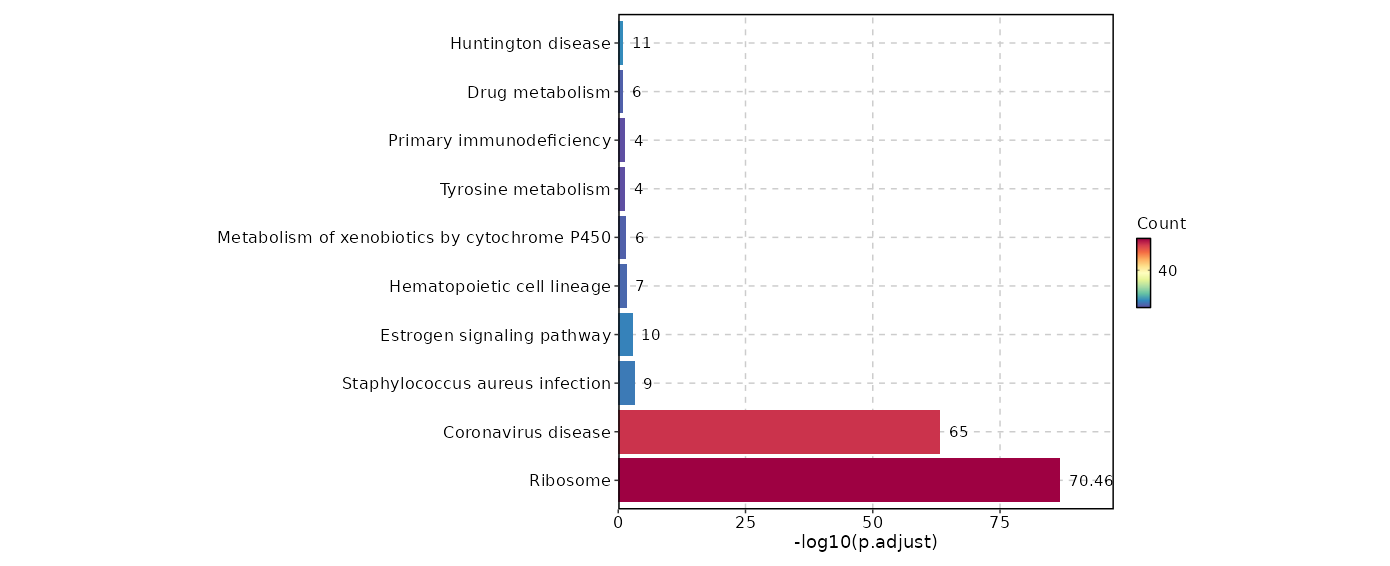 Huntington disease 11
Drug metabolism 6
Primary immunodeficiency 4
Tyrosine metabolism 4
Metabolism of xenobiotics by cytochrome P450 6
Hematopoietic cell lineage 7
Estrogen signaling pathway 10
Staphylococcus aureus infection 9
Coronavirus disease 65
Ribosome 70.46
0 25 50 75
-log10(p.adjust)
Count
40